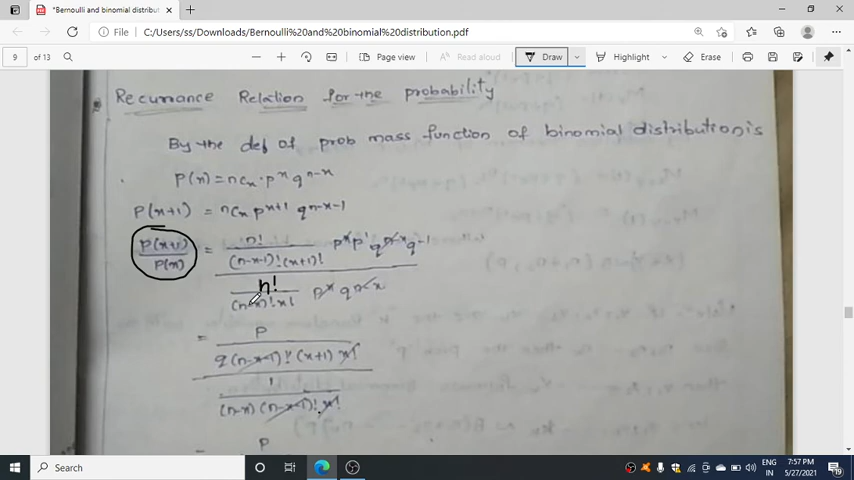 *Bernoulli and binomial distribut
File
C:/Users/ss/Downloads/Bernoulli%20and%20binomial%20distribution.pdf
9 of 13
Page view
Read aloud
Draw
Highlight
Erase
Recurrance Relation for the probability
By the def of prob mass function of binomial distribution is
P(x) = nCx . p^x q^n-x
P(x+1) = nCx p^x+1 q^n-x-1
P(x+1)/P(x) = n!/(n-x-1)!(x+1)! p^x p^1 q^n-x q^-1
n!/(n-x)! x! p^x q^n-x
= p/q(n-x-1)! (x+1) x!
1/(n-x)(n-x-1)! x!
= p
Search
ENG
IN
7:57 PM
5/27/2021
19